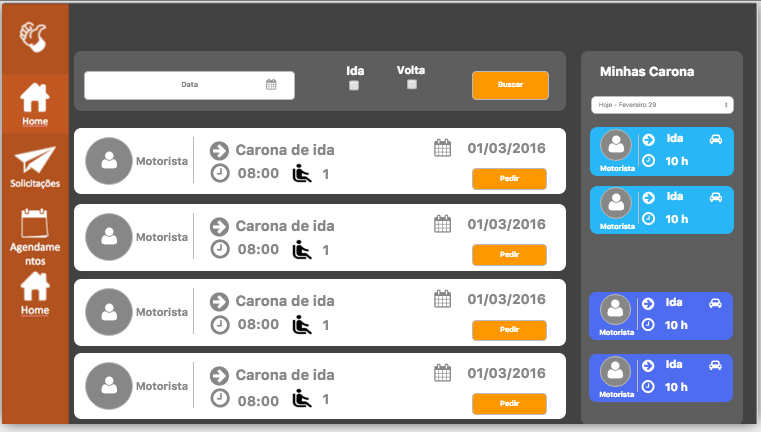 Home
Solicitações
Agendame
ntos
Home
Data
Ida
Volta
Buscar
Motorista
Carona de ida
08:00
1
01/03/2016
Pedir
Motorista
Carona de ida
08:00
1
01/03/2016
Pedir
Motorista
Carona de ida
08:00
1
01/03/2016
Pedir
Motorista
Carona de ida
08:00
1
01/03/2016
Pedir
Minhas Carona
Hoje - Fevereiro 29
Motorista
Ida
10 h
Motorista
Ida
10 h
Motorista
Ida
10 h
Motorista
Ida
10 h